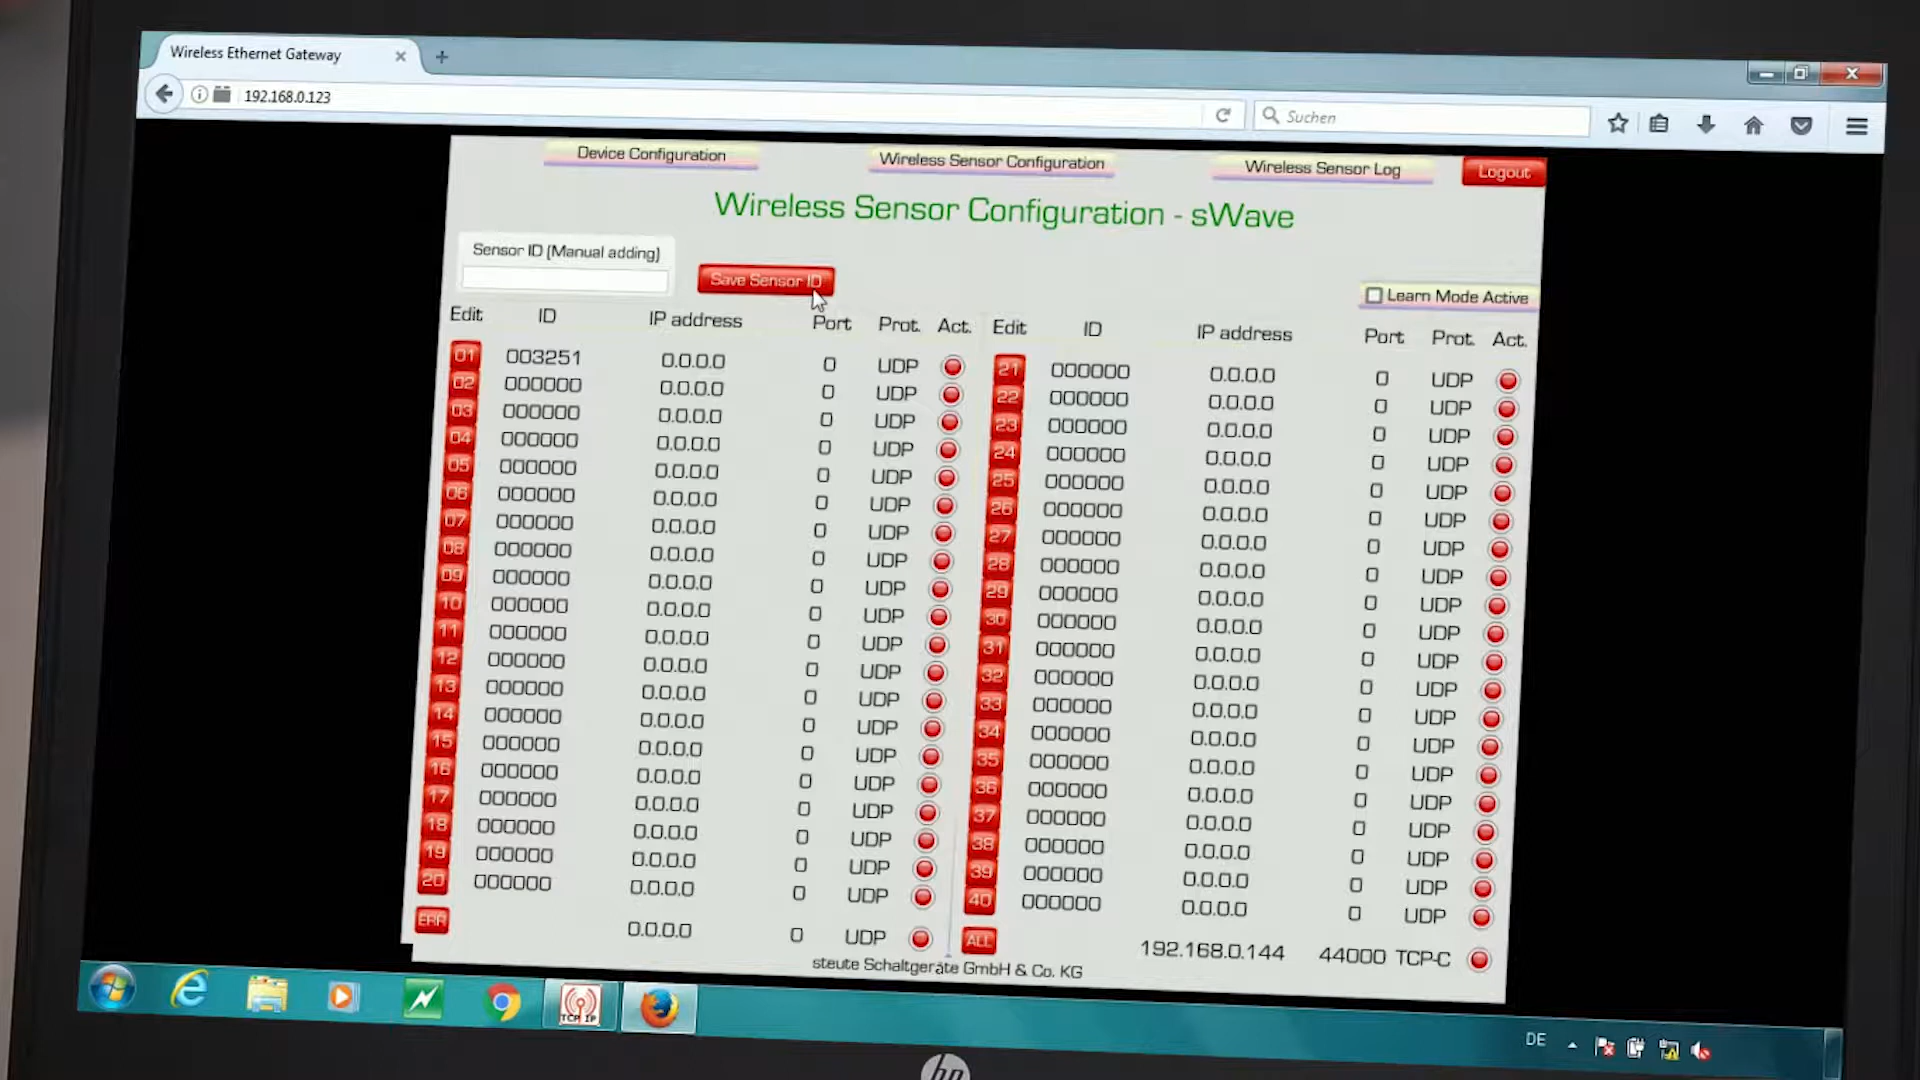 Wireless Ethernet Gateway
192.168.0.123
Suchen
Device Configuration
Wireless Sensor Configuration
Wireless Sensor Log
Logout
Wireless Sensor Configuration - sWave
Sensor ID (Manual adding)
Save Sensor ID
Learn Mode Active
Edit ID IP address Port Prot. Act. Edit ID IP address Port Prot. Act.
01 003251 0.0.0.0 0 UDP 21 000000 0.0.0.0 0 UDP
02 000000 0.0.0.0 0 UDP 22 000000 0.0.0.0 0 UDP
03 000000 0.0.0.0 0 UDP 23 000000 0.0.0.0 0 UDP
04 000000 0.0.0.0 0 UDP 24 000000 0.0.0.0 0 UDP
05 000000 0.0.0.0 0 UDP 25 000000 0.0.0.0 0 UDP
06 000000 0.0.0.0 0 UDP 26 000000 0.0.0.0 0 UDP
07 000000 0.0.0.0 0 UDP 27 000000 0.0.0.0 0 UDP
08 000000 0.0.0.0 0 UDP 28 000000 0.0.0.0 0 UDP
09 000000 0.0.0.0 0 UDP 29 000000 0.0.0.0 0 UDP
10 000000 0.0.0.0 0 UDP 30 000000 0.0.0.0 0 UDP
11 000000 0.0.0.0 0 UDP 31 000000 0.0.0.0 0 UDP
12 000000 0.0.0.0 0 UDP 32 000000 0.0.0.0 0 UDP
13 000000 0.0.0.0 0 UDP 33 000000 0.0.0.0 0 UDP
14 000000 0.0.0.0 0 UDP 34 000000 0.0.0.0 0 UDP
15 000000 0.0.0.0 0 UDP 35 000000 0.0.0.0 0 UDP
16 000000 0.0.0.0 0 UDP 36 000000 0.0.0.0 0 UDP
17 000000 0.0.0.0 0 UDP 37 000000 0.0.0.0 0 UDP
18 000000 0.0.0.0 0 UDP 38 000000 0.0.0.0 0 UDP
19 000000 0.0.0.0 0 UDP 39 000000 0.0.0.0 0 UDP
20 000000 0.0.0.0 0 UDP 40 000000 0.0.0.0 0 UDP
ERR 0.0.0.0 0 UDP ALL 192.168.0.144 44000 TCP-C
steute Schaltgeräte GmbH & Co. KG
TCP IP
DE
hp